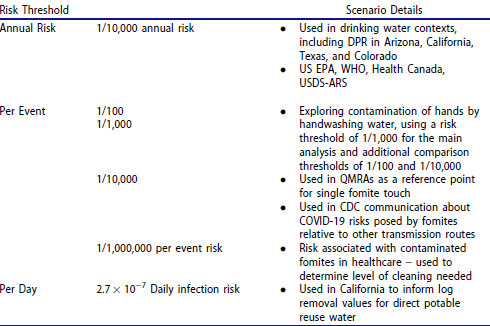 Risk Threshold Scenario Details
Annual Risk 1/10,000 annual risk • Used in drinking water contexts,
including DPR in Arizona, California,
Texas, and Colorado
• US EPA, WHO, Health Canada,
USDS-ARS
Per Event 1/100 • Exploring contamination of hands by
1/1,000 handwashing water, using a risk
threshold of 1/1,000 for the main
analysis and additional comparison
thresholds of 1/100 and 1/10,000
1/10,000 • Used in QMRAs as a reference point
for single fomite touch
• Used in CDC communication about
COVID-19 risks posed by fomites
relative to other transmission routes
1/1,000,000 per event risk • Risk associated with contaminated
fomites in healthcare – used to
determine level of cleaning needed
Per Day 2.7 × 10⁻⁷ Daily infection risk • Used in California to inform log
removal values for direct potable
reuse water